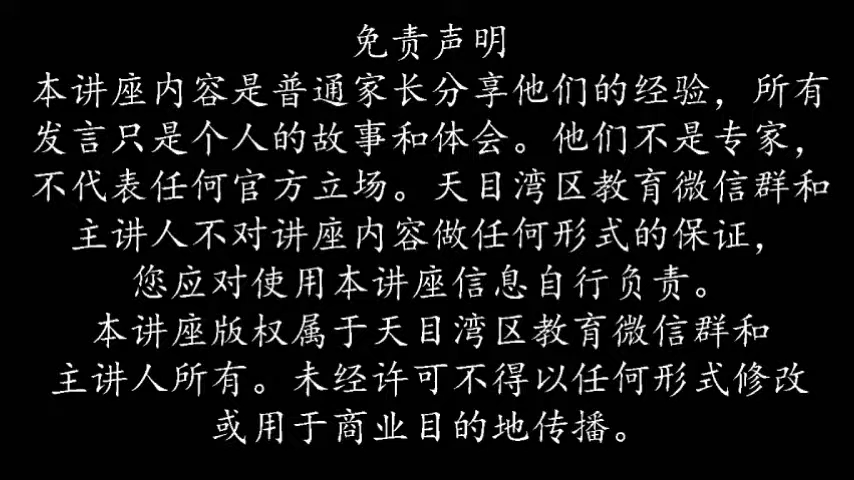 免责声明
本讲座内容是普通家长分享他们的经验，所有
发言只是个人的故事和体会。他们不是专家，
不代表任何官方立场。天目湾区教育微信群和
主讲人不对讲座内容做任何形式的保证，
您应对使用本讲座信息自行负责。
本讲座版权属于天目湾区教育微信群和
主讲人所有。未经许可不得以任何形式修改
或用于商业目的地传播。